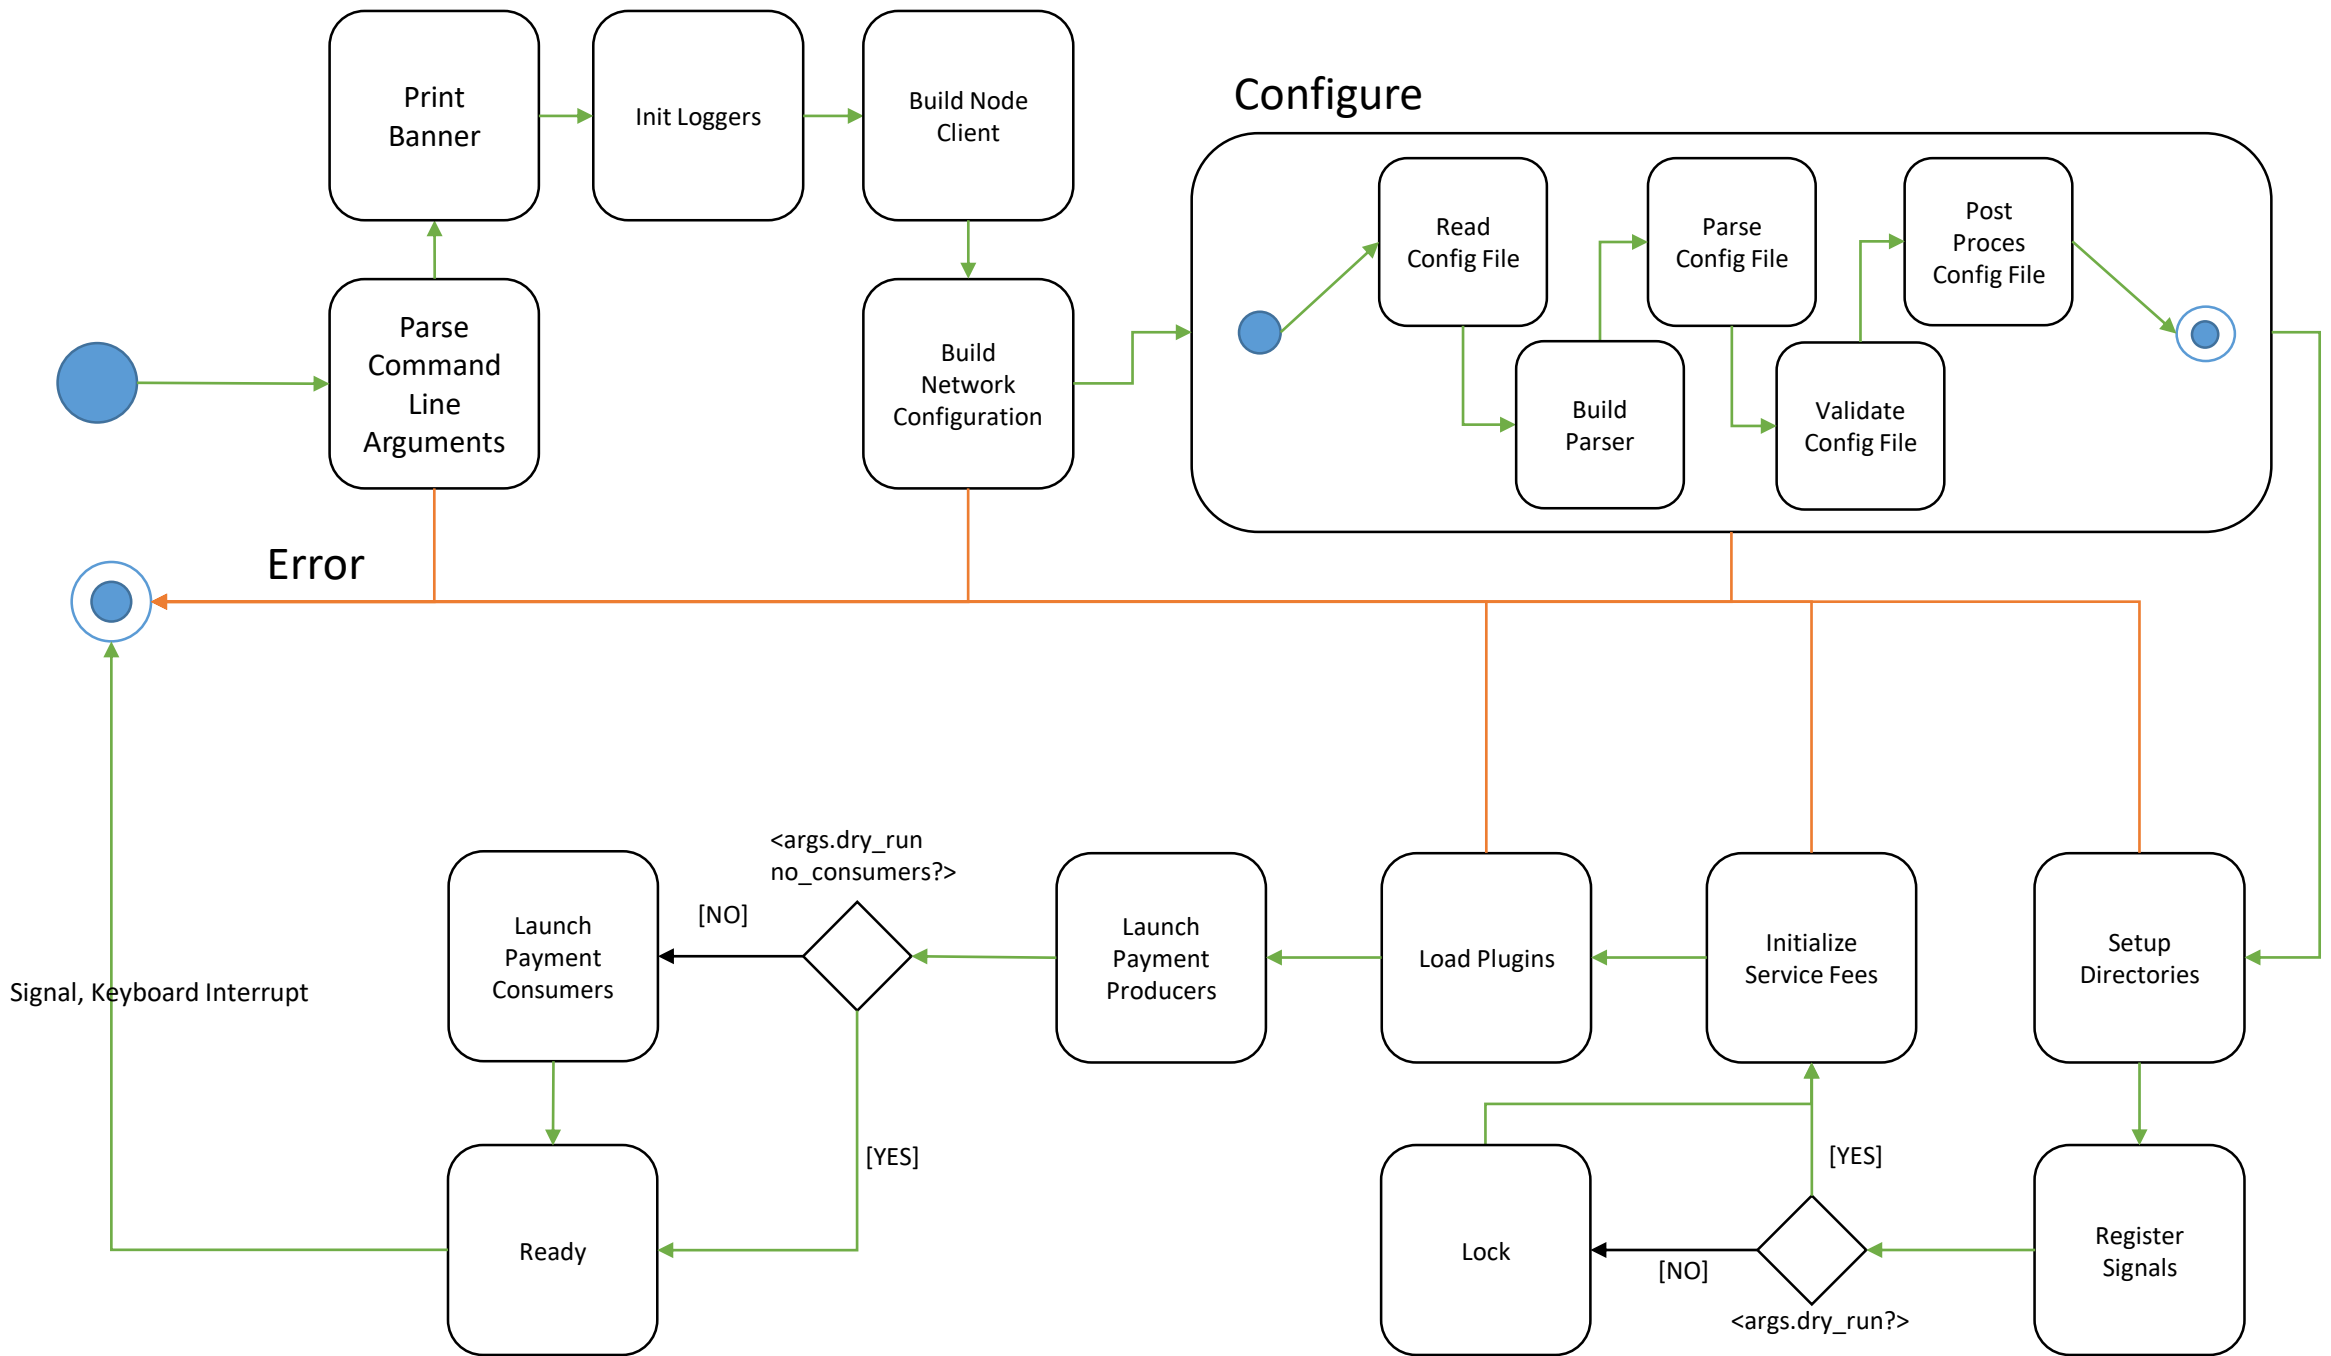 Print
Banner
Init Loggers
Build Node
Client
Configure
Read
Config File
Parse
Config File
Post
Proces
Config File
Parse
Command
Line
Arguments
Build
Network
Configuration
Build
Parser
Validate
Config File
Error
<args.dry_run
no_consumers?>
[NO]
Launch
Payment
Consumers
Launch
Payment
Producers
Load Plugins
Initialize
Service Fees
Setup
Directories
Signal, Keyboard Interrupt
[YES]
[YES]
Ready
Lock
[NO]
Register
Signals
<args.dry_run?>